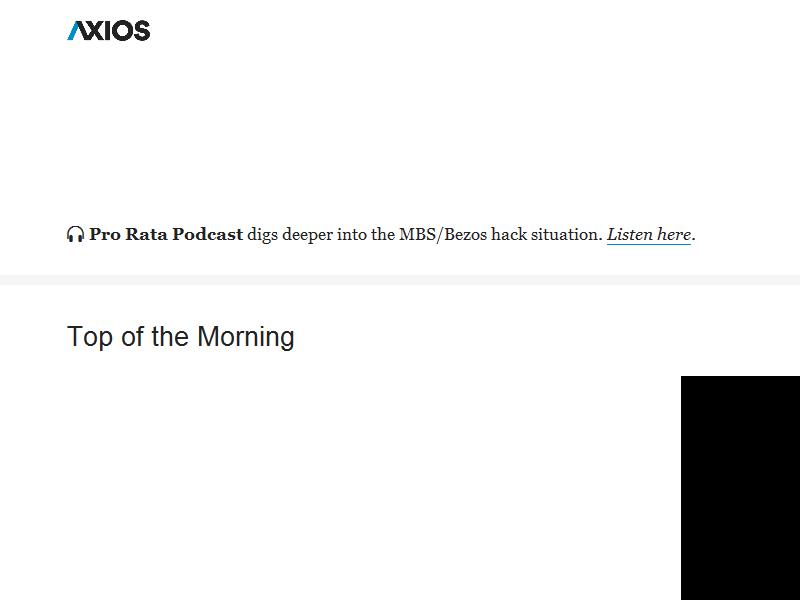 AXIOS
Pro Rata Podcast digs deeper into the MBS/Bezos hack situation. Listen here.
Top of the Morning